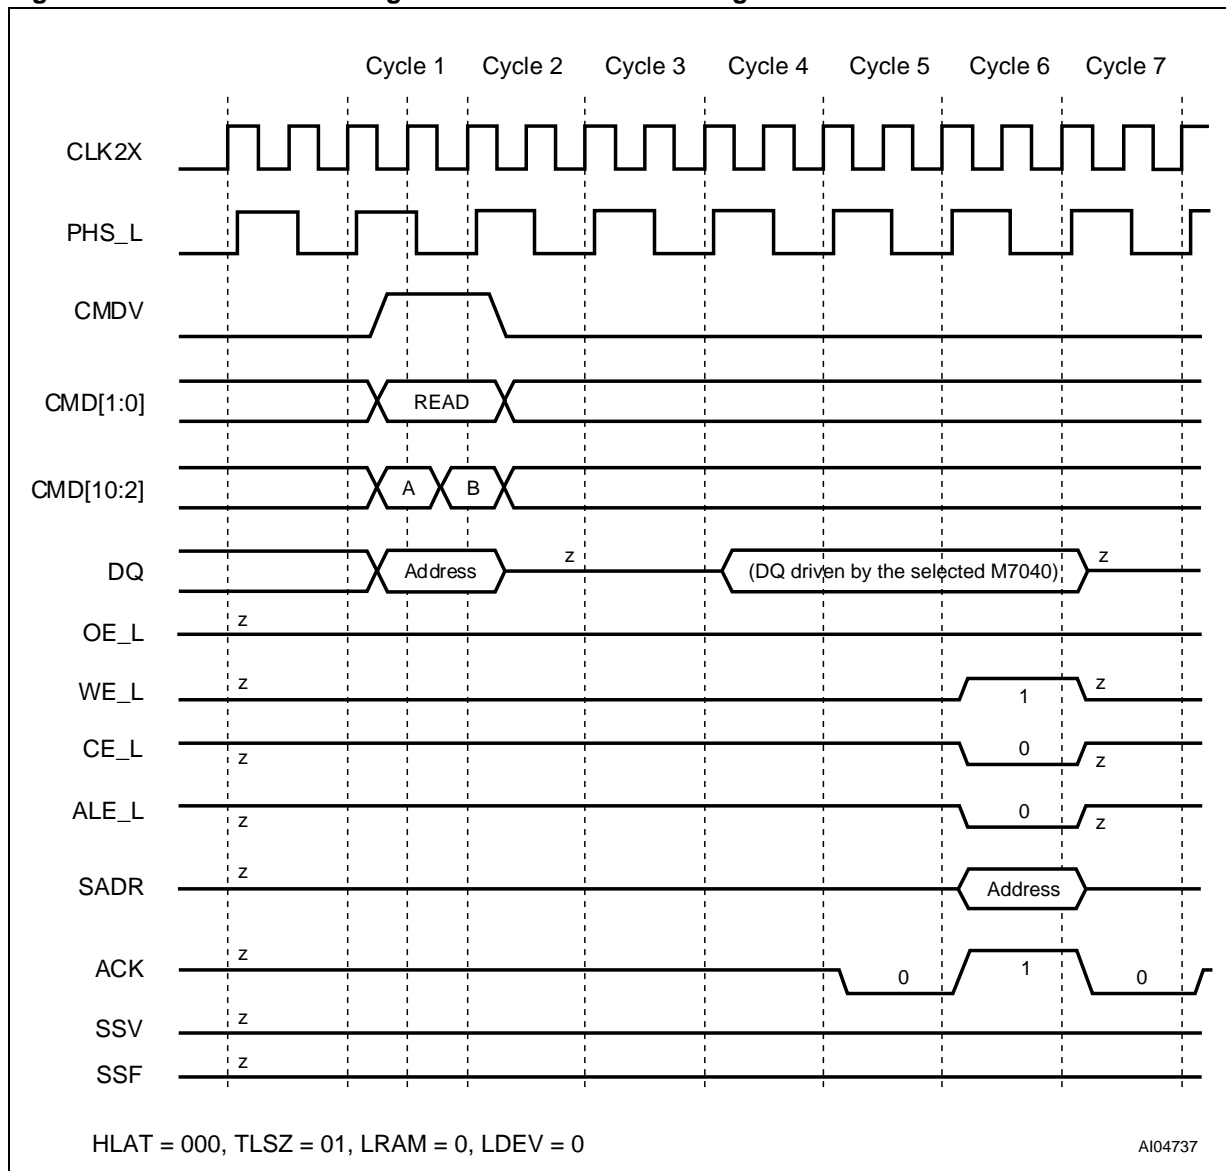 Cycle 1 Cycle 2 Cycle 3 Cycle 4 Cycle 5 Cycle 6 Cycle 7
CLK2X
PHS_L
CMDV
CMD[1:0] READ
CMD[10:2] A B
DQ Address z (DQ driven by the selected M7040) z
OE_L z
WE_L z 1 z
CE_L z 0 z
ALE_L z 0 z
SADR z Address
ACK z 0 1 0
SSV z
SSF z
HLAT = 000, TLSZ = 01, LRAM = 0, LDEV = 0
AI04737